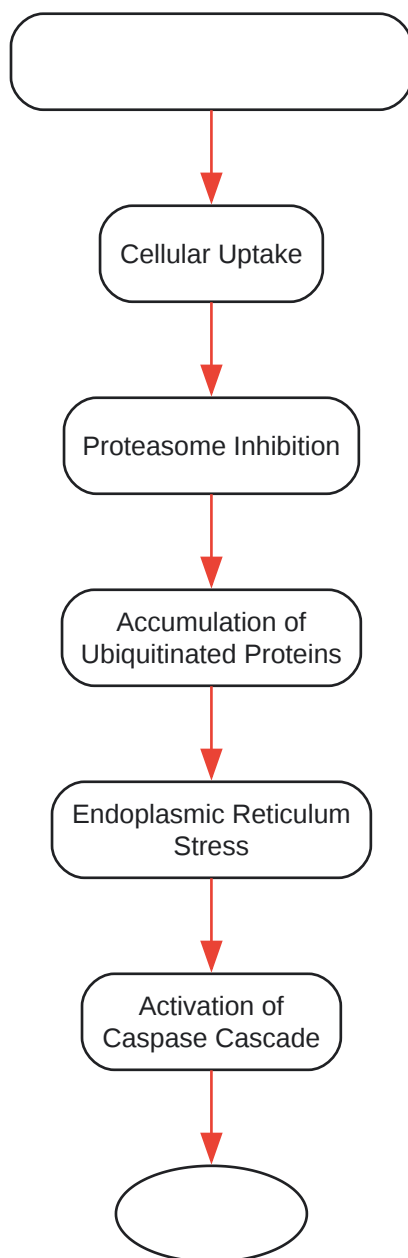 Cellular Uptake
Proteasome Inhibition
Accumulation of
Ubiquitinated Proteins
Endoplasmic Reticulum
Stress
Activation of
Caspase Cascade